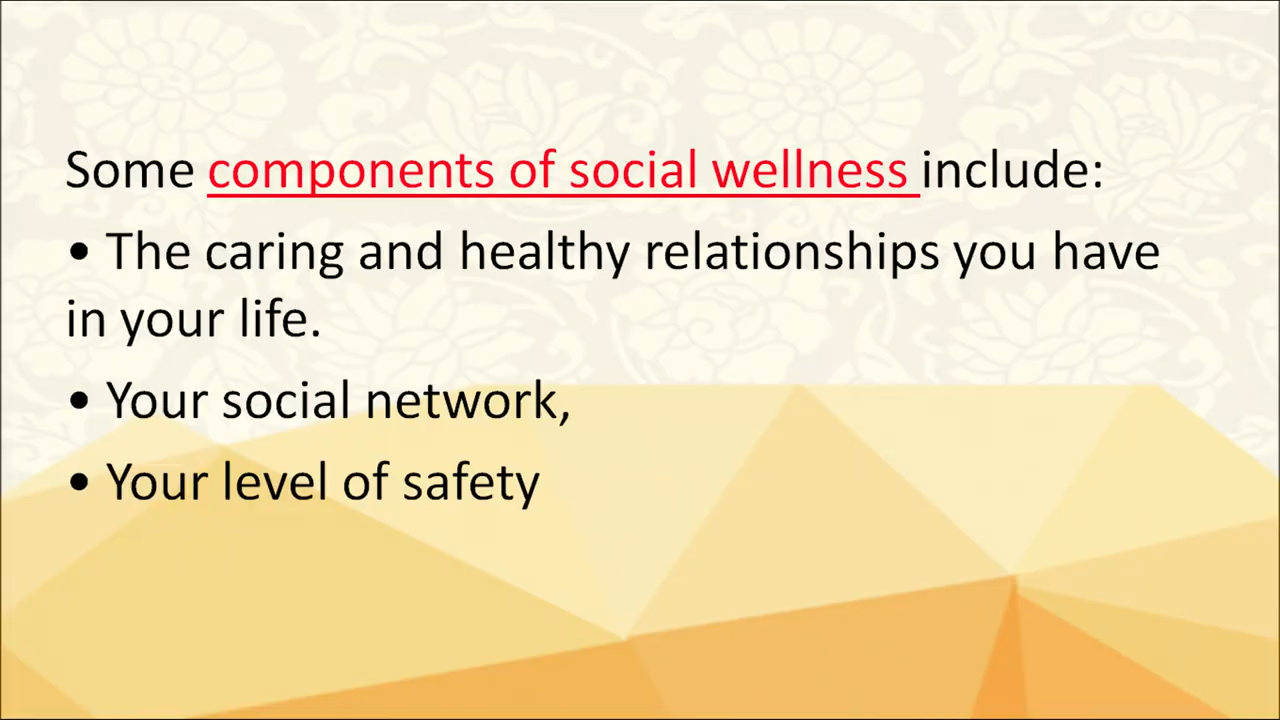 Some components of social wellness include:
• The caring and healthy relationships you have
in your life.
• Your social network,
• Your level of safety